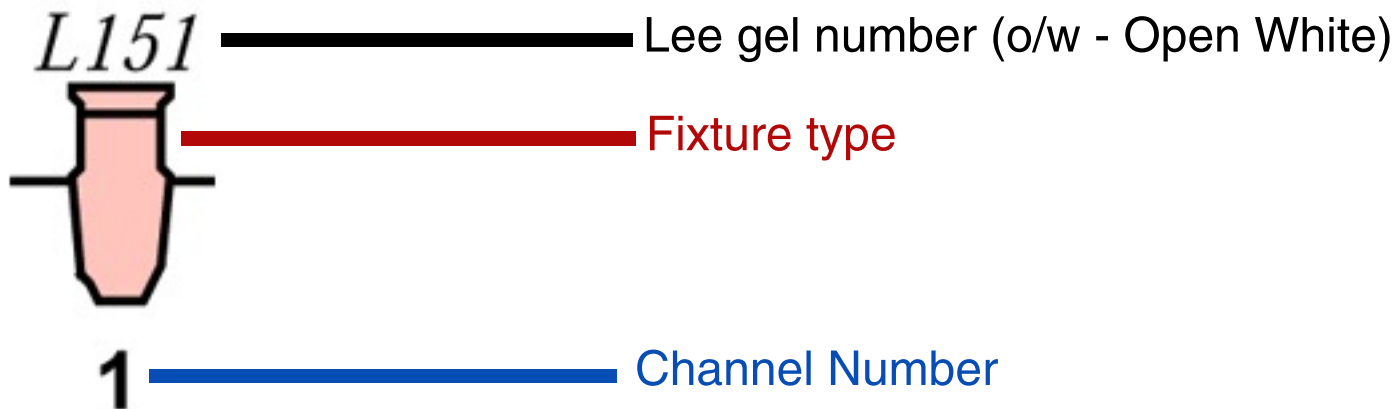 L151 Lee gel number (o/w - Open White)
Fixture type
1 Channel Number